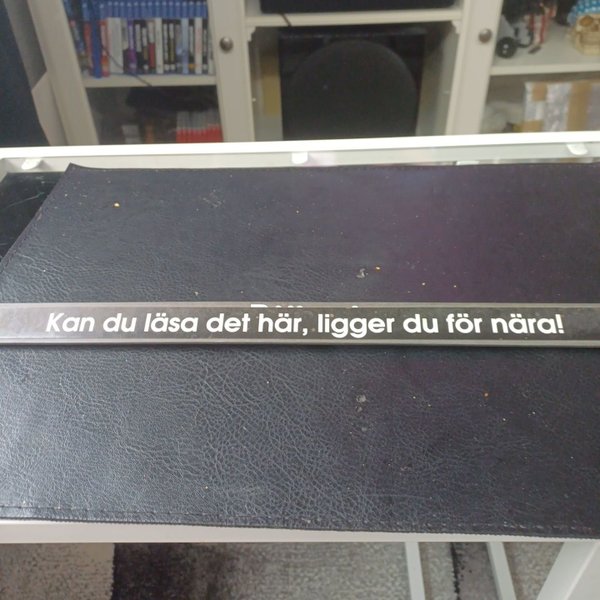 Kan du läsa det här, ligger du för nära!